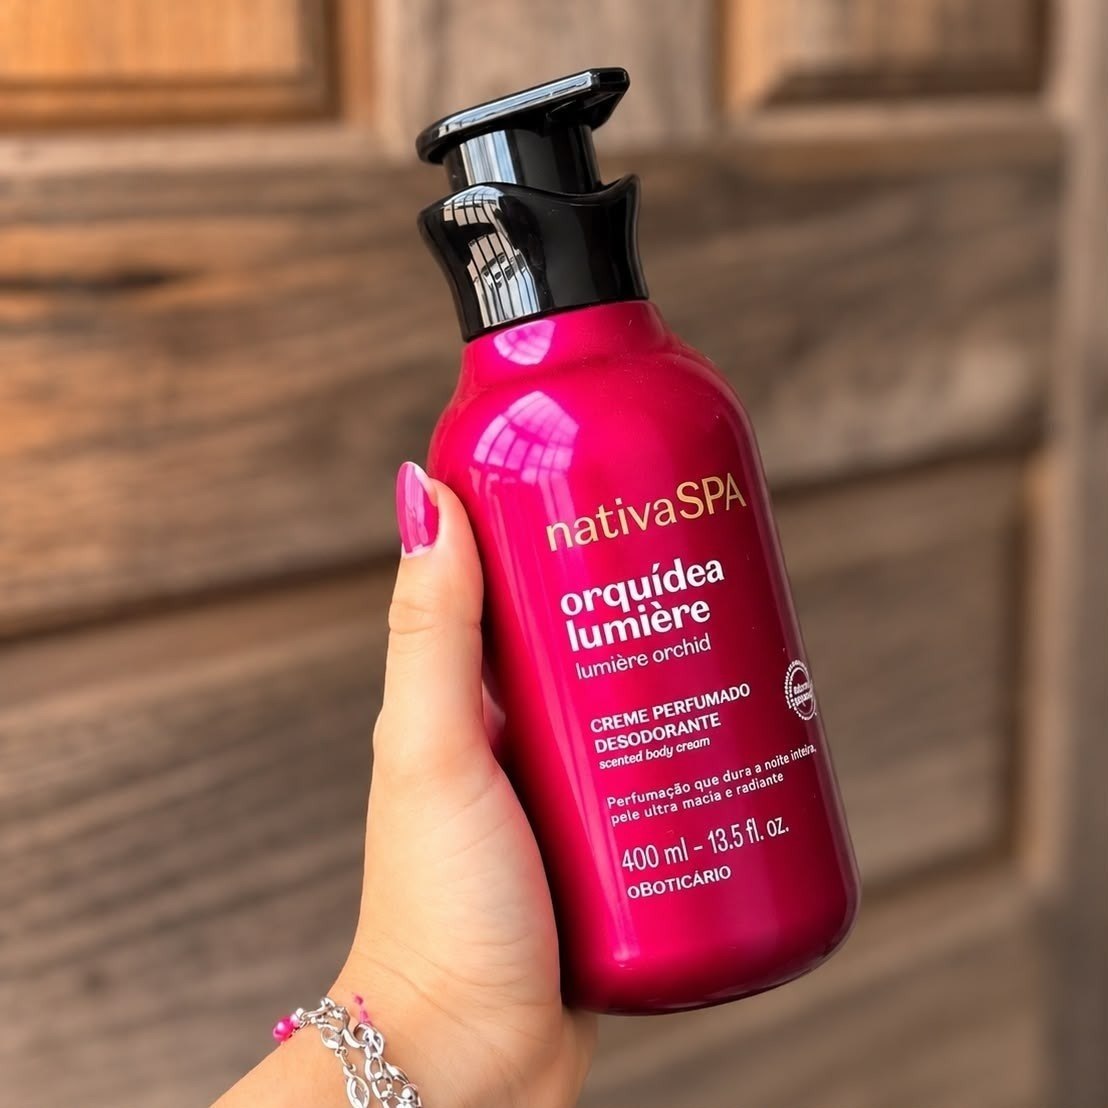 nativaSPA
orquídea
lumière
lumière orchid
CREME PERFUMADO
DESODORANTE
scented body cream
Perfumação que dura a noite inteira,
pele ultra macia e radiante
400 ml - 13.5 fl. oz.
oBOTICÁRIO